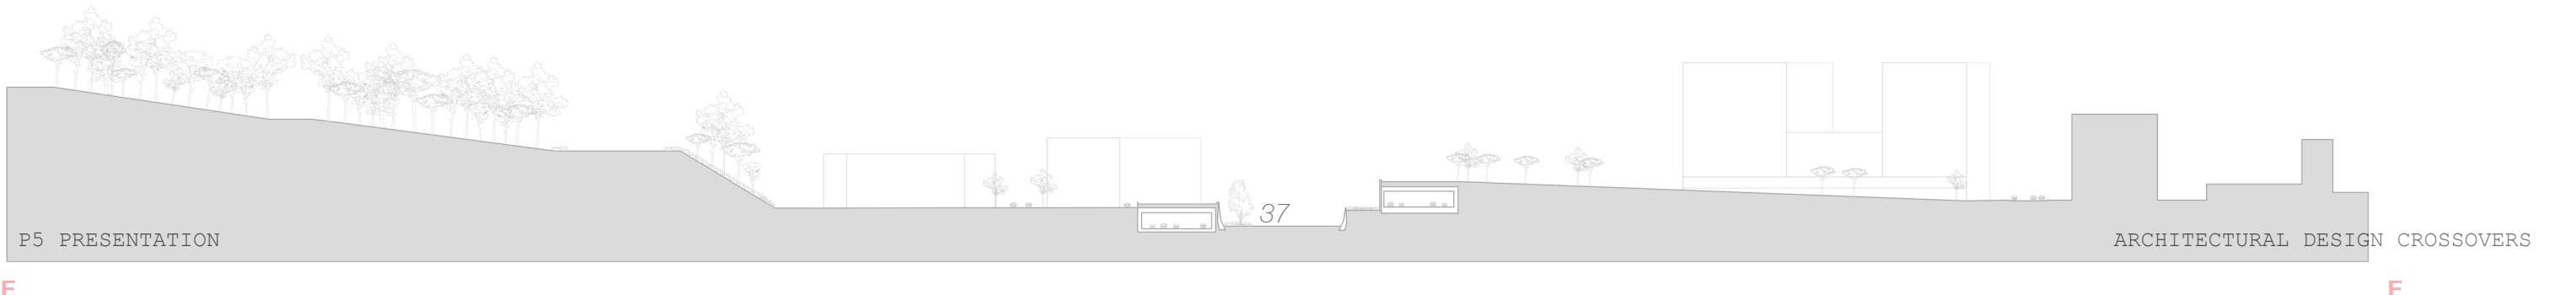 37
P5 PRESENTATION
ARCHITECTURAL DESIGN CROSSOVERS
F
F